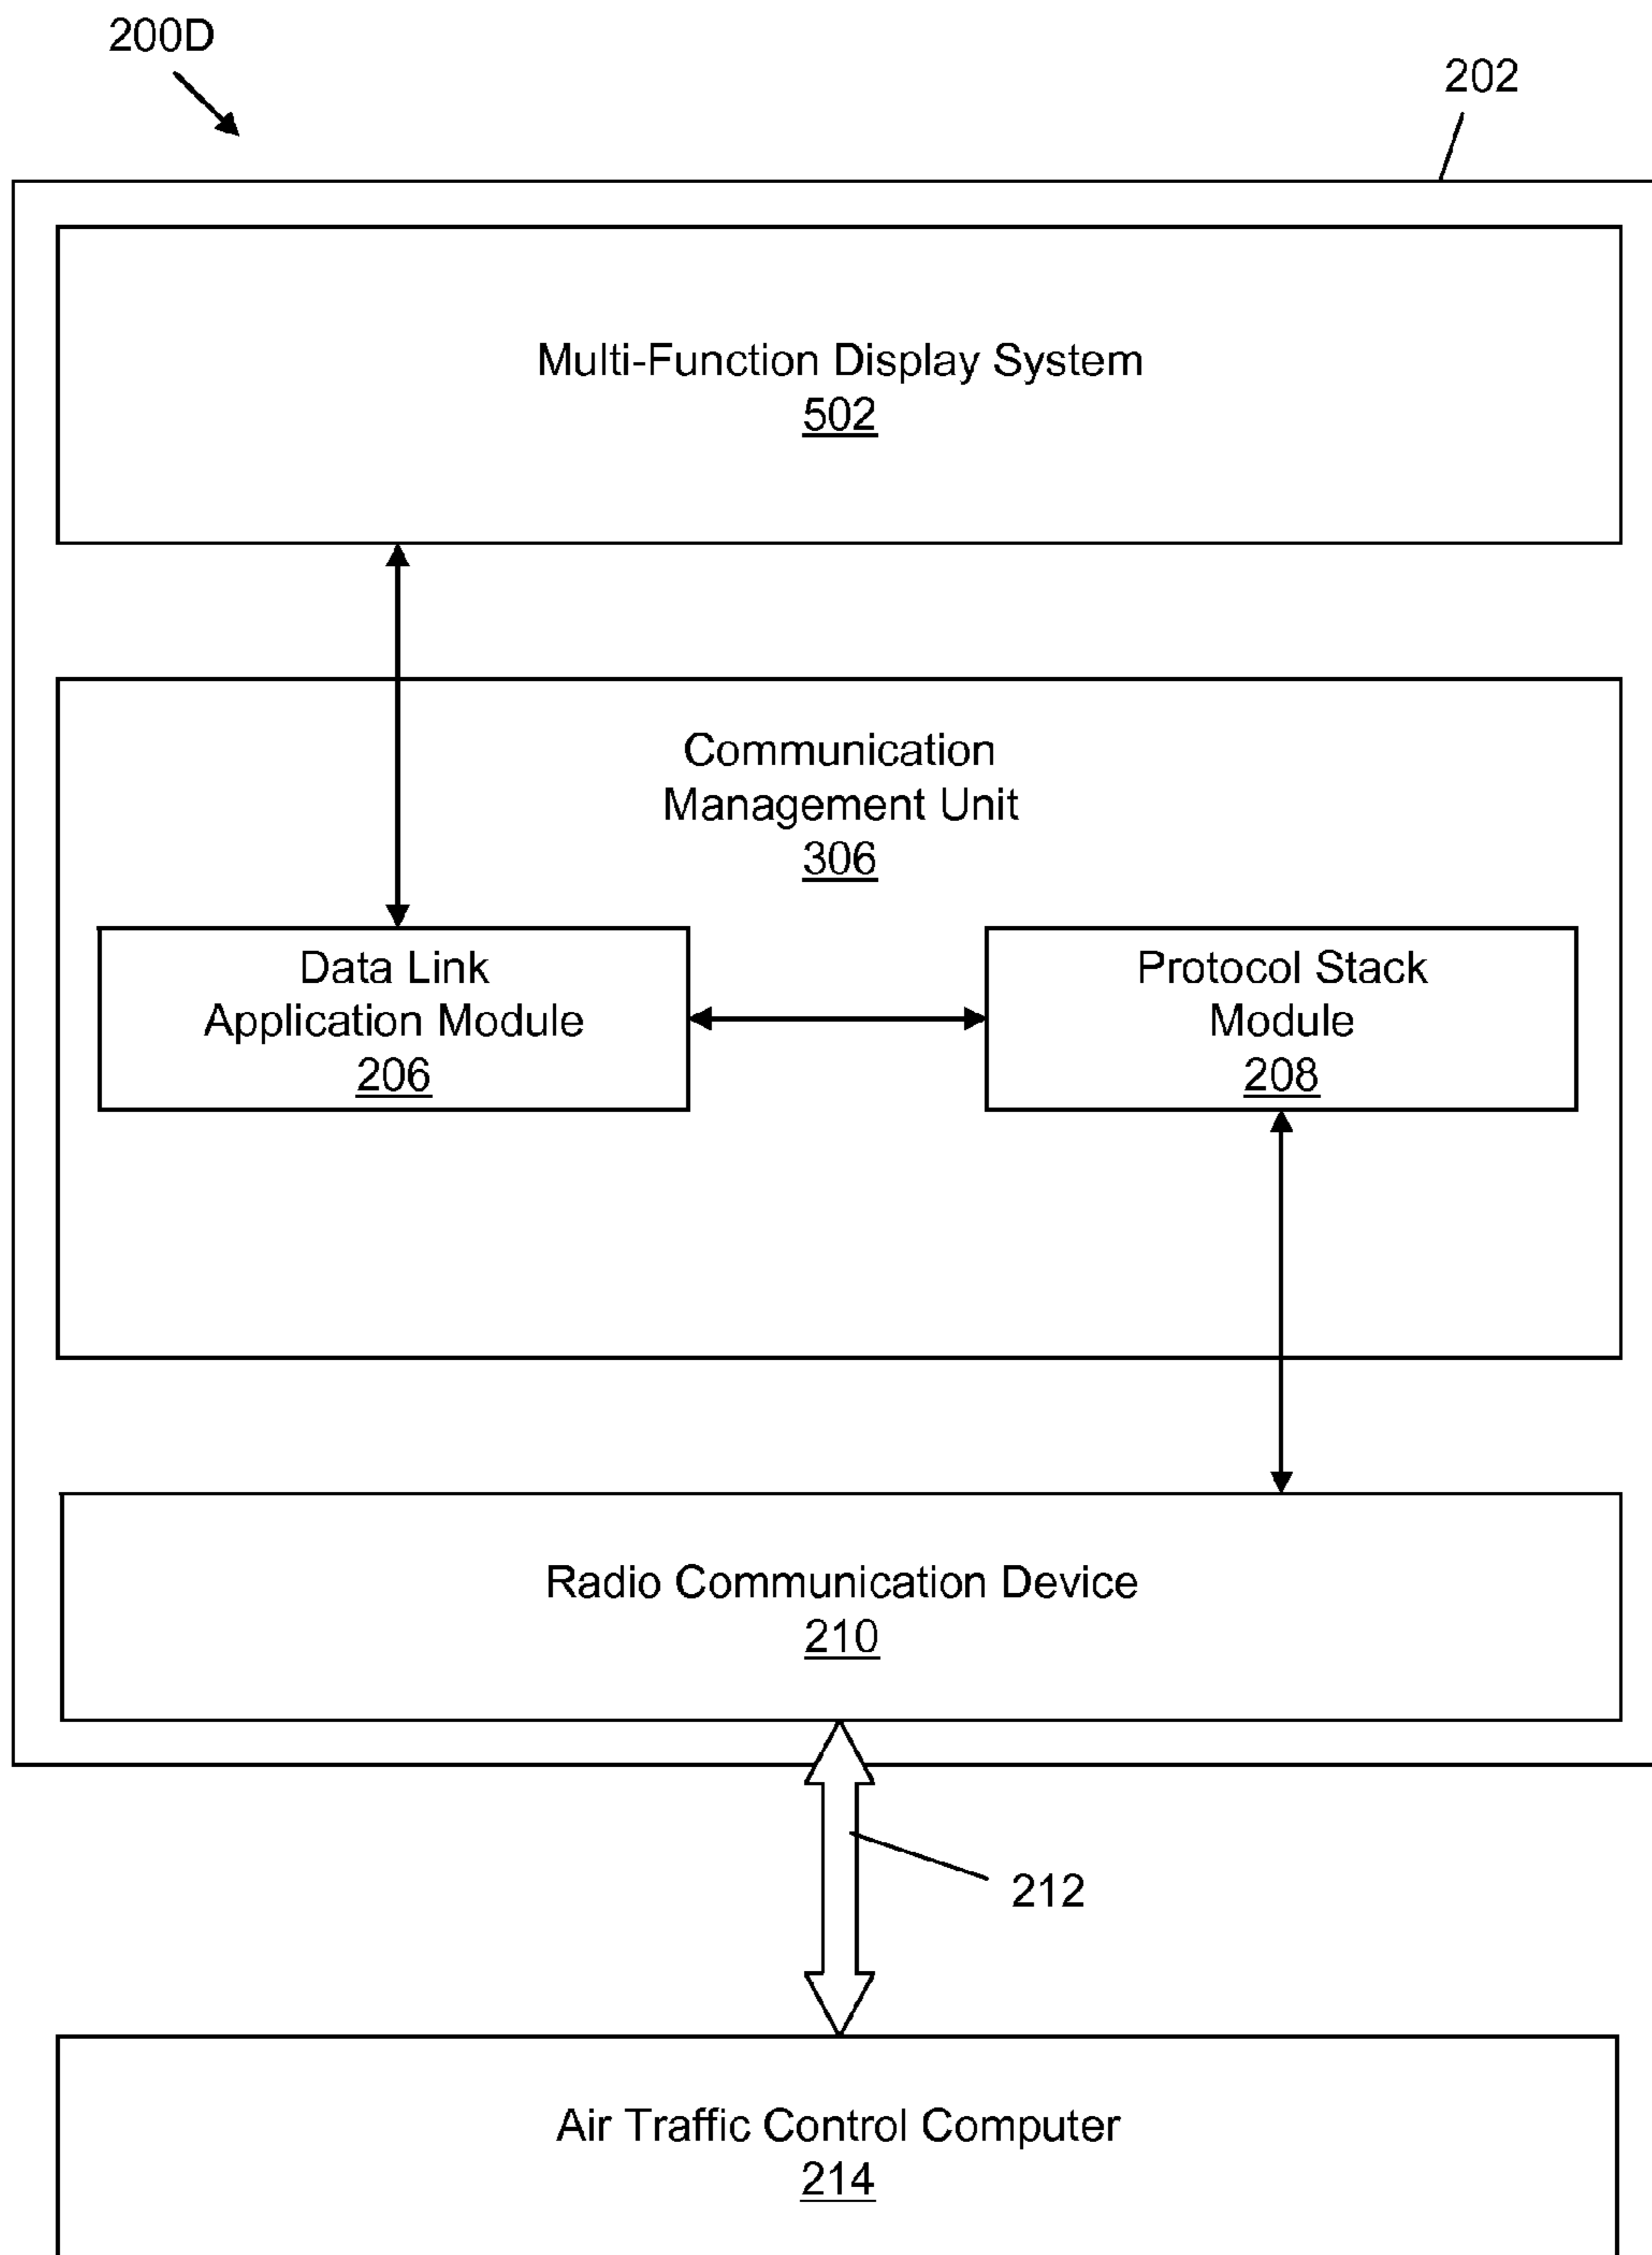 200D
202
Multi-Function Display System
502
Communication
Management Unit
306
Data Link
Application Module
206
Protocol Stack
Module
208
Radio Communication Device
210
212
Air Traffic Control Computer
214